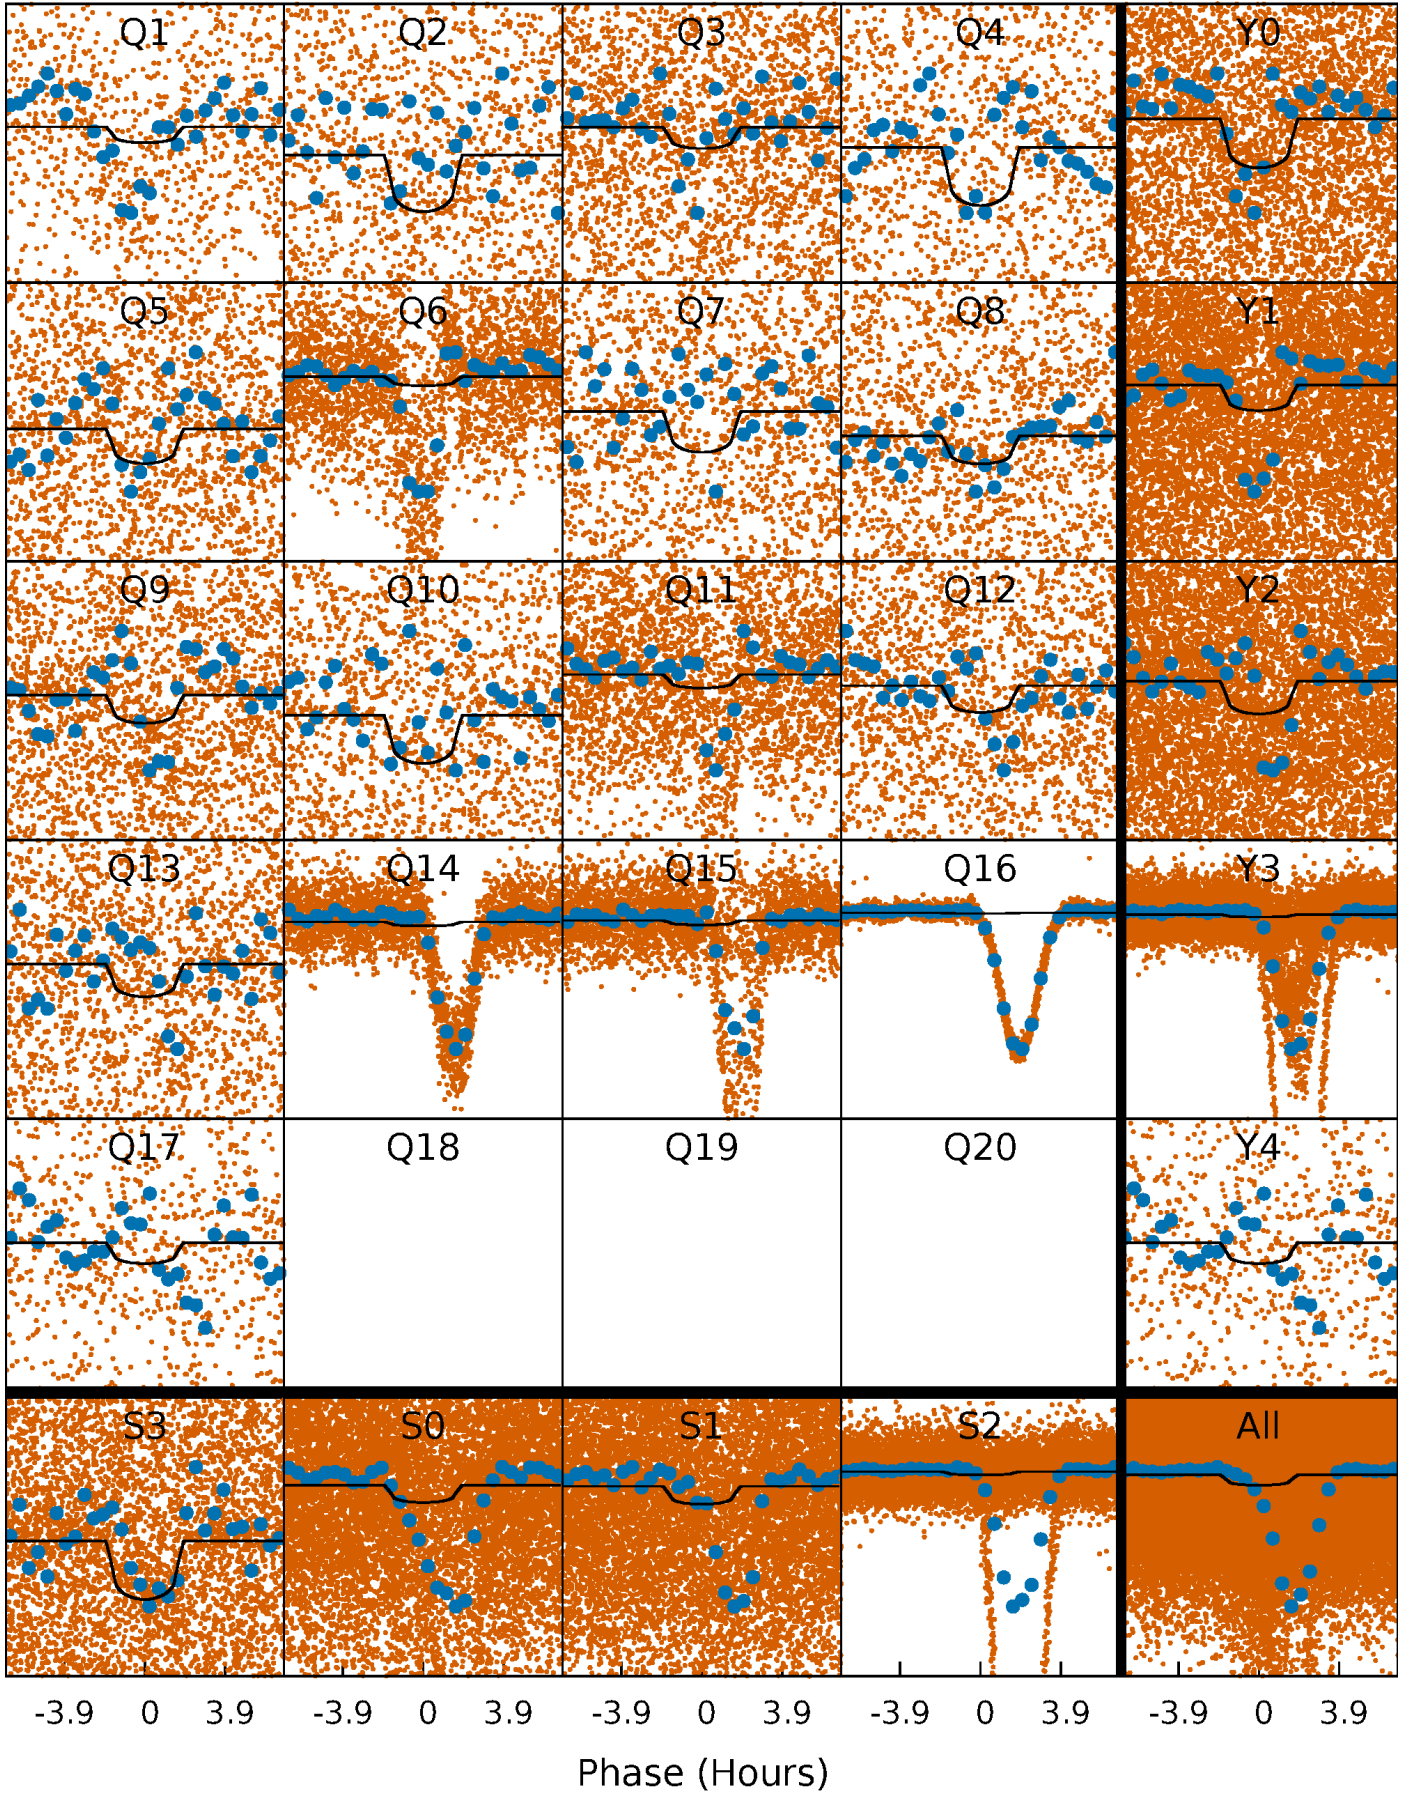 Q1 Q2 Q3 Q4 Y0
Q5 Q6 Q7 Q8 Y1
Q9 Q10 Q11 Q12 Y2
Q13 Q14 Q15 Q16 Y3
Q17 Q18 Q19 Q20 Y4
S3 S0 S1 S2 All
-3.9 0 3.9 -3.9 0 3.9 -3.9 0 3.9 -3.9 0 3.9 -3.9 0 3.9
Phase (Hours)